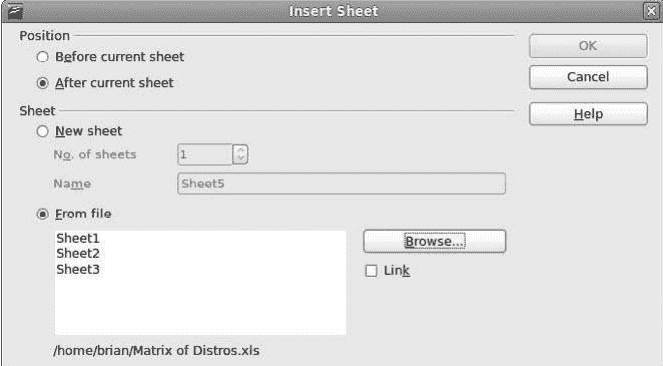 Insert Sheet
Position
Before current sheet
After current sheet
OK
Cancel
Help
Sheet
New sheet
No. of sheets 1
Name Sheet5
From file
Sheet1
Sheet2
Sheet3
Browse...
Link
/home/brian/Matrix of Distros.xls